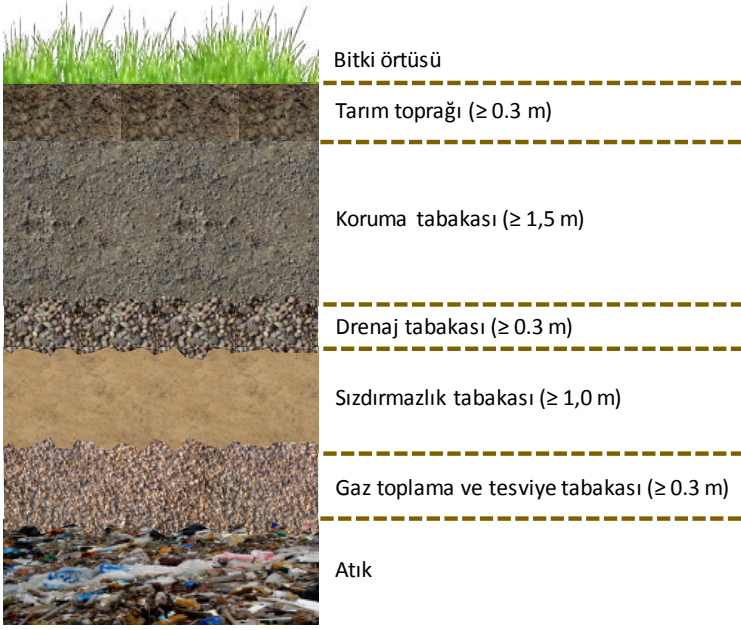 Bitki örtüsü
Tarım toprağı (≥ 0.3 m)
Koruma tabakası (≥ 1,5 m)
Drenaj tabakası (≥ 0.3 m)
Sızdırmazlık tabakası (≥ 1,0 m)
Gaz toplama ve tesviye tabakası (≥ 0.3 m)
Atık